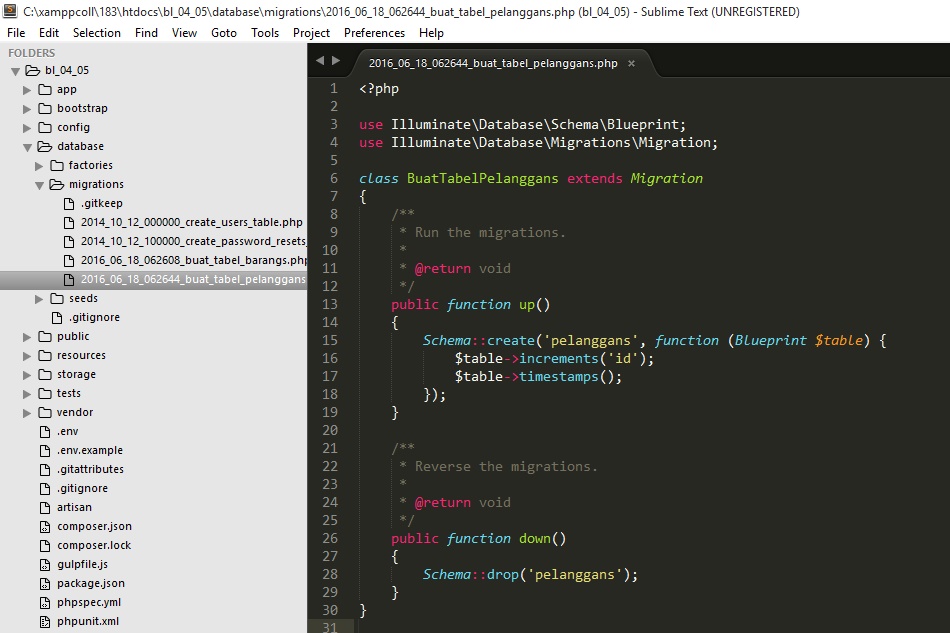 C:\xamppcoll\183\htdocs\bl_04_05\database\migrations\2016_06_18_062644_buat_tabel_pelanggans.php (bl_04_05) - Sublime Text (UNREGISTERED)
File Edit Selection Find View Goto Tools Project Preferences Help
FOLDERS
bl_04_05
app
bootstrap
config
database
factories
migrations
.gitkeep
2014_10_12_000000_create_users_table.php
2014_10_12_100000_create_password_resets_
2016_06_18_062608_buat_tabel_barangs.php
2016_06_18_062644_buat_tabel_pelanggans
seeds
.gitignore
public
resources
storage
tests
vendor
.env
.env.example
.gitattributes
.gitignore
artisan
composer.json
composer.lock
gulpfile.js
package.json
phpspec.yml
phpunit.xml
2016_06_18_062644_buat_tabel_pelanggans.php ×
1 <?php
2
3 use Illuminate\Database\Schema\Blueprint;
4 use Illuminate\Database\Migrations\Migration;
5
6 class BuatTabelPelanggans extends Migration
7 {
8 /**
9 * Run the migrations.
10 *
11 * @return void
12 */
13 public function up()
14 {
15 Schema::create('pelanggans', function (Blueprint $table) {
16 $table->increments('id');
17 $table->timestamps();
18 });
19 }
20
21 /**
22 * Reverse the migrations.
23 *
24 * @return void
25 */
26 public function down()
27 {
28 Schema::drop('pelanggans');
29 }
30 }
31